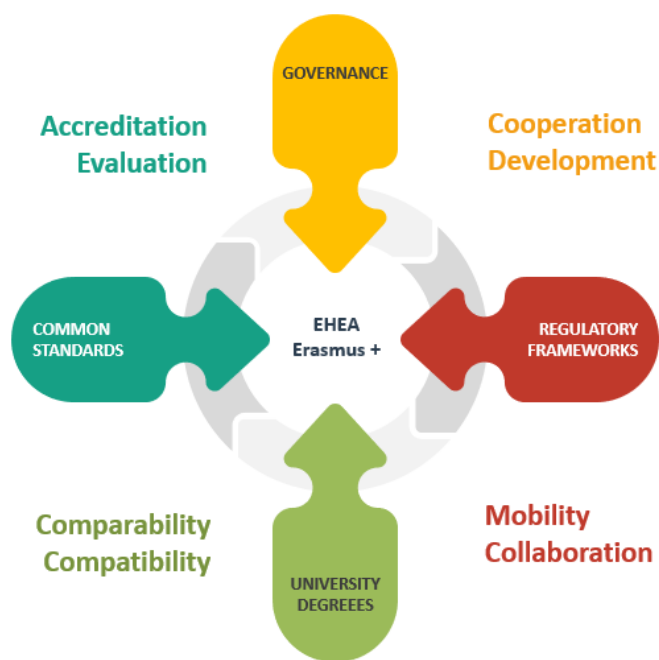 GOVERNANCE
Accreditation
Evaluation
Cooperation
Development
COMMON
STANDARDS
EHEA
Erasmus +
REGULATORY
FRAMEWORKS
Comparability
Compatibility
Mobility
Collaboration
UNIVERSITY
DEGREEES